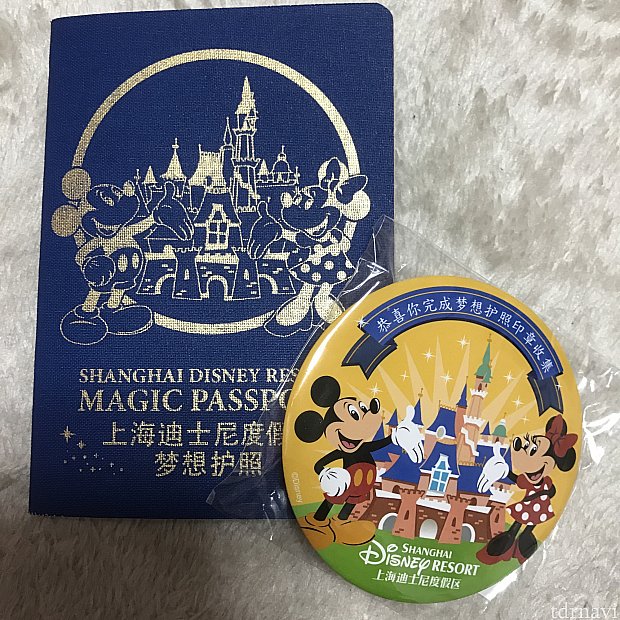 SHANGHAI DISNEY RES
MAGIC PASSPO
上海迪士尼度假
梦想护照
恭喜你完成梦想护照印章收集
©Disney
SHANGHAI
Disney RESORT
上海迪士尼度假区
tdrnavi